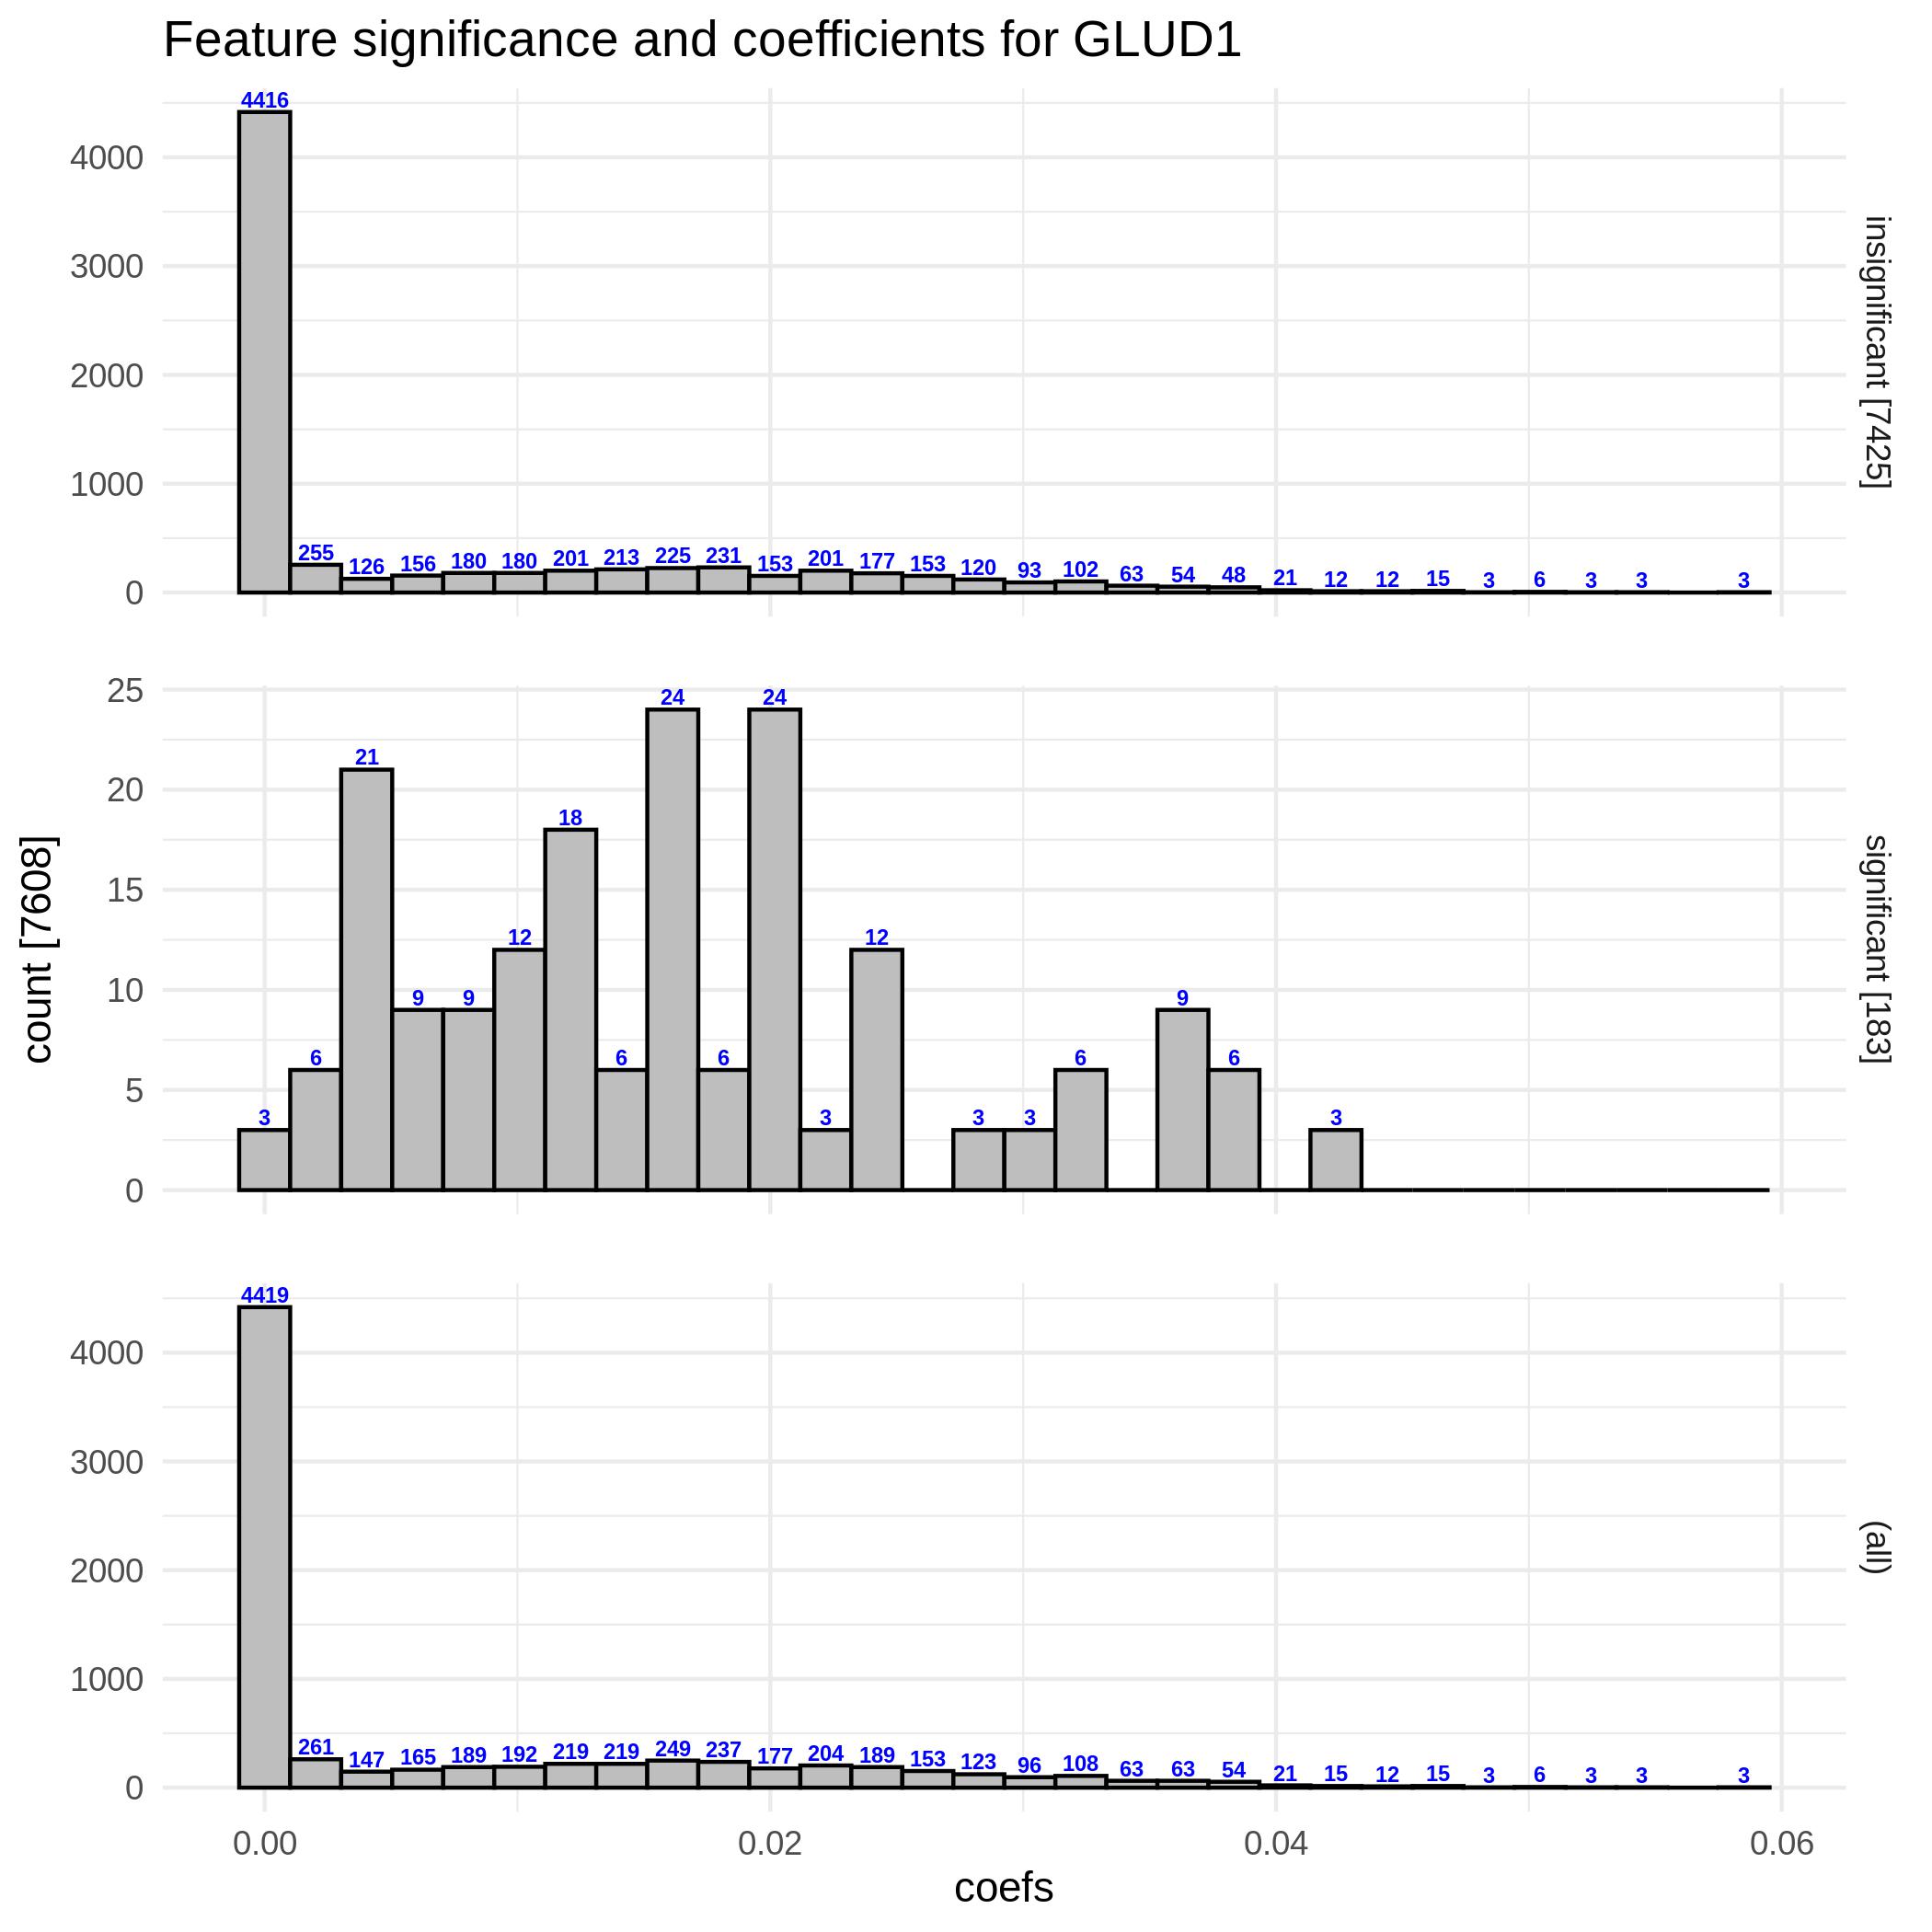 Feature significance and coefficients for GLUD1
4416
4000
3000
2000
1000
0
255 126 156 180 180 201 213 225 231 153 201 177 153 120 93 102 63 54 48 21 12 12 15 3 6 3 3 3
insignificant [7425]
25
20
15
10
5
0
3 6 21 9 9 12 18 6 24 6 24 3 12 3 3 6 9 6 3
significant [183]
count [7608]
4419
4000
3000
2000
1000
0
261 147 165 189 192 219 219 249 237 177 204 189 153 123 96 108 63 63 54 21 15 12 15 3 6 3 3 3
(all)
0.00 0.02 0.04 0.06
coefs